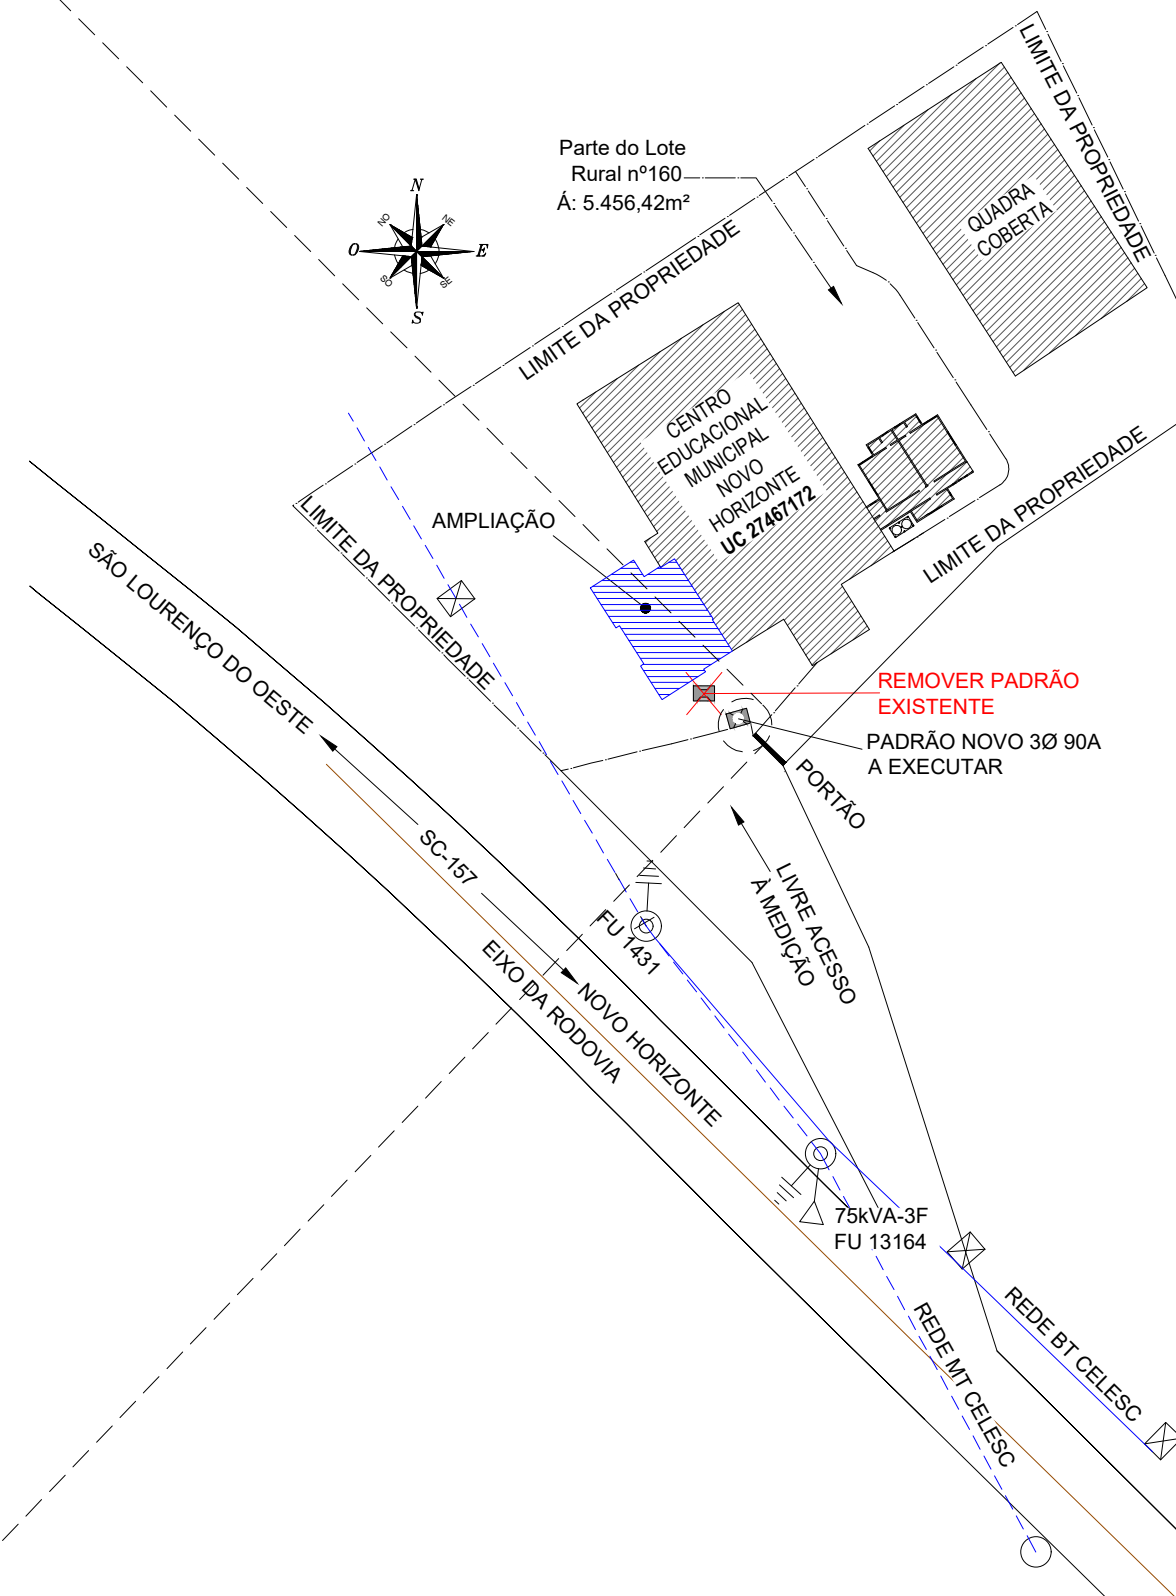 LIMITE DA PROPRIEDADE
Parte do Lote
Rural nº160
Á: 5.456,42m²
QUADRA
COBERTA
N
NO
NE
O
E
SO
SE
S
LIMITE DA PROPRIEDADE
CENTRO
EDUCACIONAL
MUNICIPAL
NOVO
HORIZONTE
UC 27467172
LIMITE DA PROPRIEDADE
AMPLIAÇÃO
LIMITE DA PROPRIEDADE
SÃO LOURENÇO DO OESTE
REMOVER PADRÃO
EXISTENTE
PADRÃO NOVO 3Ø 90A
A EXECUTAR
PORTÃO
SC-157
LIVRE ACESSO
À MEDIÇÃO
FU 1431
EIXO DA RODOVIA
NOVO HORIZONTE
75kVA-3F
FU 13164
REDE BT CELESC
REDE MT CELESC